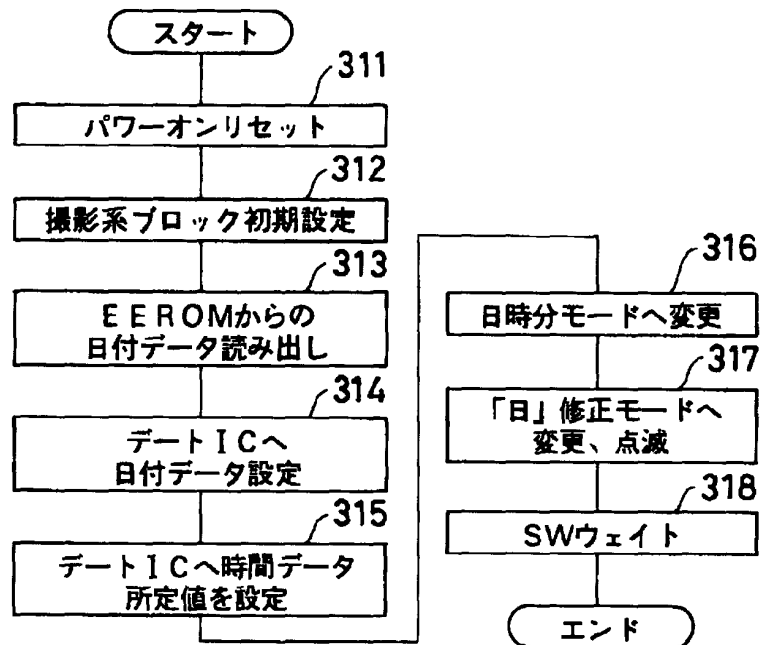 スタート
311
パワーオンリセット
312
撮影系ブロック初期設定
313
EEROMからの
日付データ読み出し
314
デートICへ
日付データ設定
315
デートICへ時間データ
所定値を設定
316
日時分モードへ変更
317
「日」修正モードへ
変更、点滅
318
SWウェイト
エンド